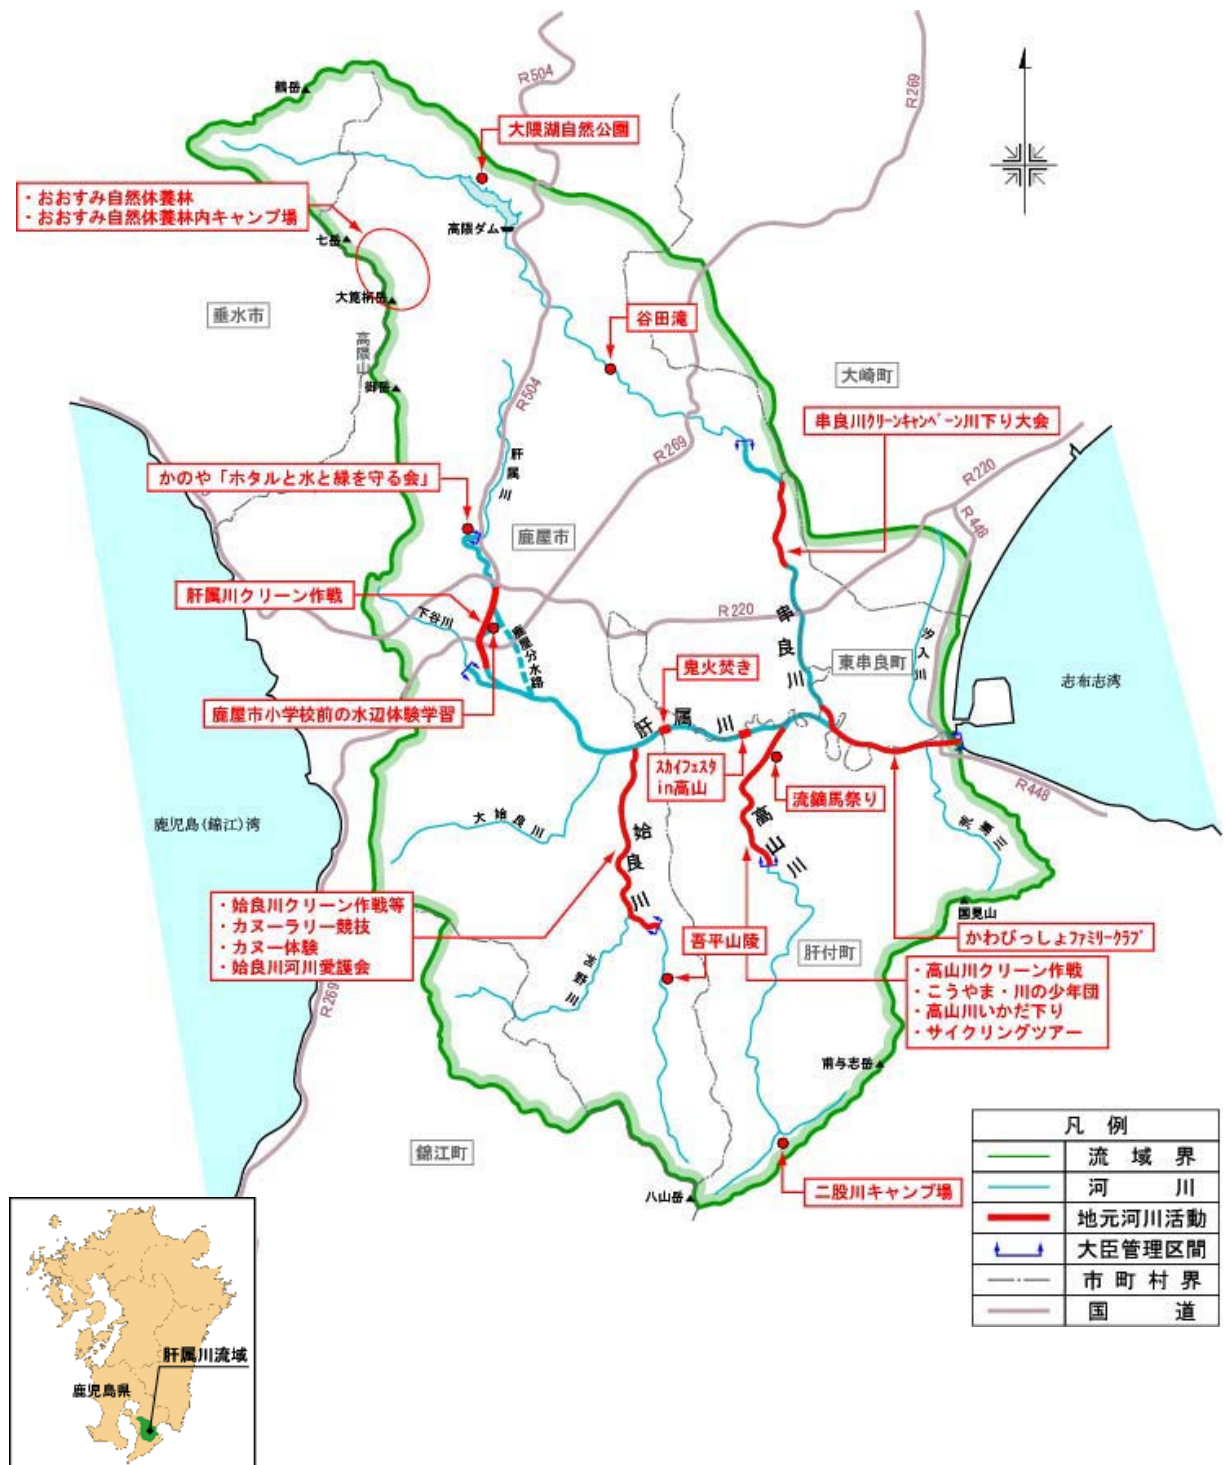 鶴岳
R504
R269
大隈湖自然公園
・おおすみ自然休養林
・おおすみ自然休養林内キャンプ場
七岳
高隈ダム
大箆柄岳
垂水市
谷田滝
高隈山
大崎町
御岳
R504
串良川クリーンキャンペーン川下り大会
R269
肝属川
R220
かのや「ホタルと水と緑を守る会」
R448
鹿屋市
肝属川クリーン作戦
下谷川
R220
串良川
鹿屋分水路
汐入川
東串良町
鬼火焚き
志布志湾
鹿屋市小学校前の水辺体験学習
肝属川
スカイフェスタ
in高山
流鏑馬祭り
R448
鹿児島(錦江)湾
大姶良川
姶良川
高山川
・姶良川クリーン作戦等
・カヌーラリー競技
・カヌー体験
・姶良川河川愛護会
国見山
吾平山陵
肝付町
かわびっしょファミリークラブ
・高山川クリーン作戦
・こうやま・川の少年団
・高山川いかだ下り
・サイクリングツアー
R269
甫与志岳
錦江町
八山岳
二股川キャンプ場
凡例
流域界
河川
地元河川活動
大臣管理区間
市町村界
国道
肝属川流域
鹿児島県